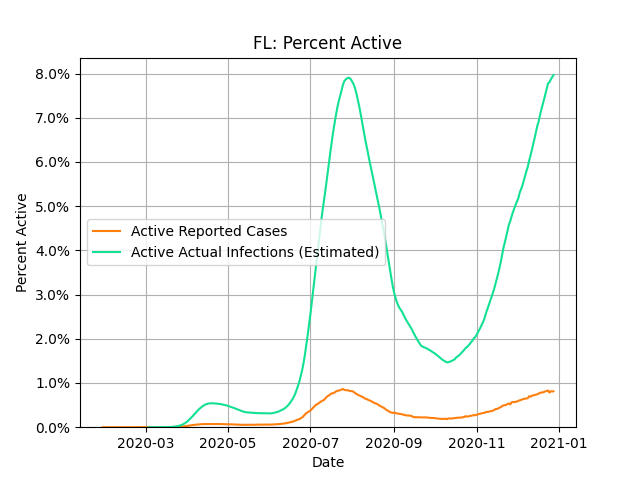 FL: Percent Active
8.0%
7.0%
6.0%
5.0%
4.0%
3.0%
2.0%
1.0%
0.0%
Percent Active
Active Reported Cases
Active Actual Infections (Estimated)
2020-03 2020-05 2020-07 2020-09 2020-11 2021-01
Date